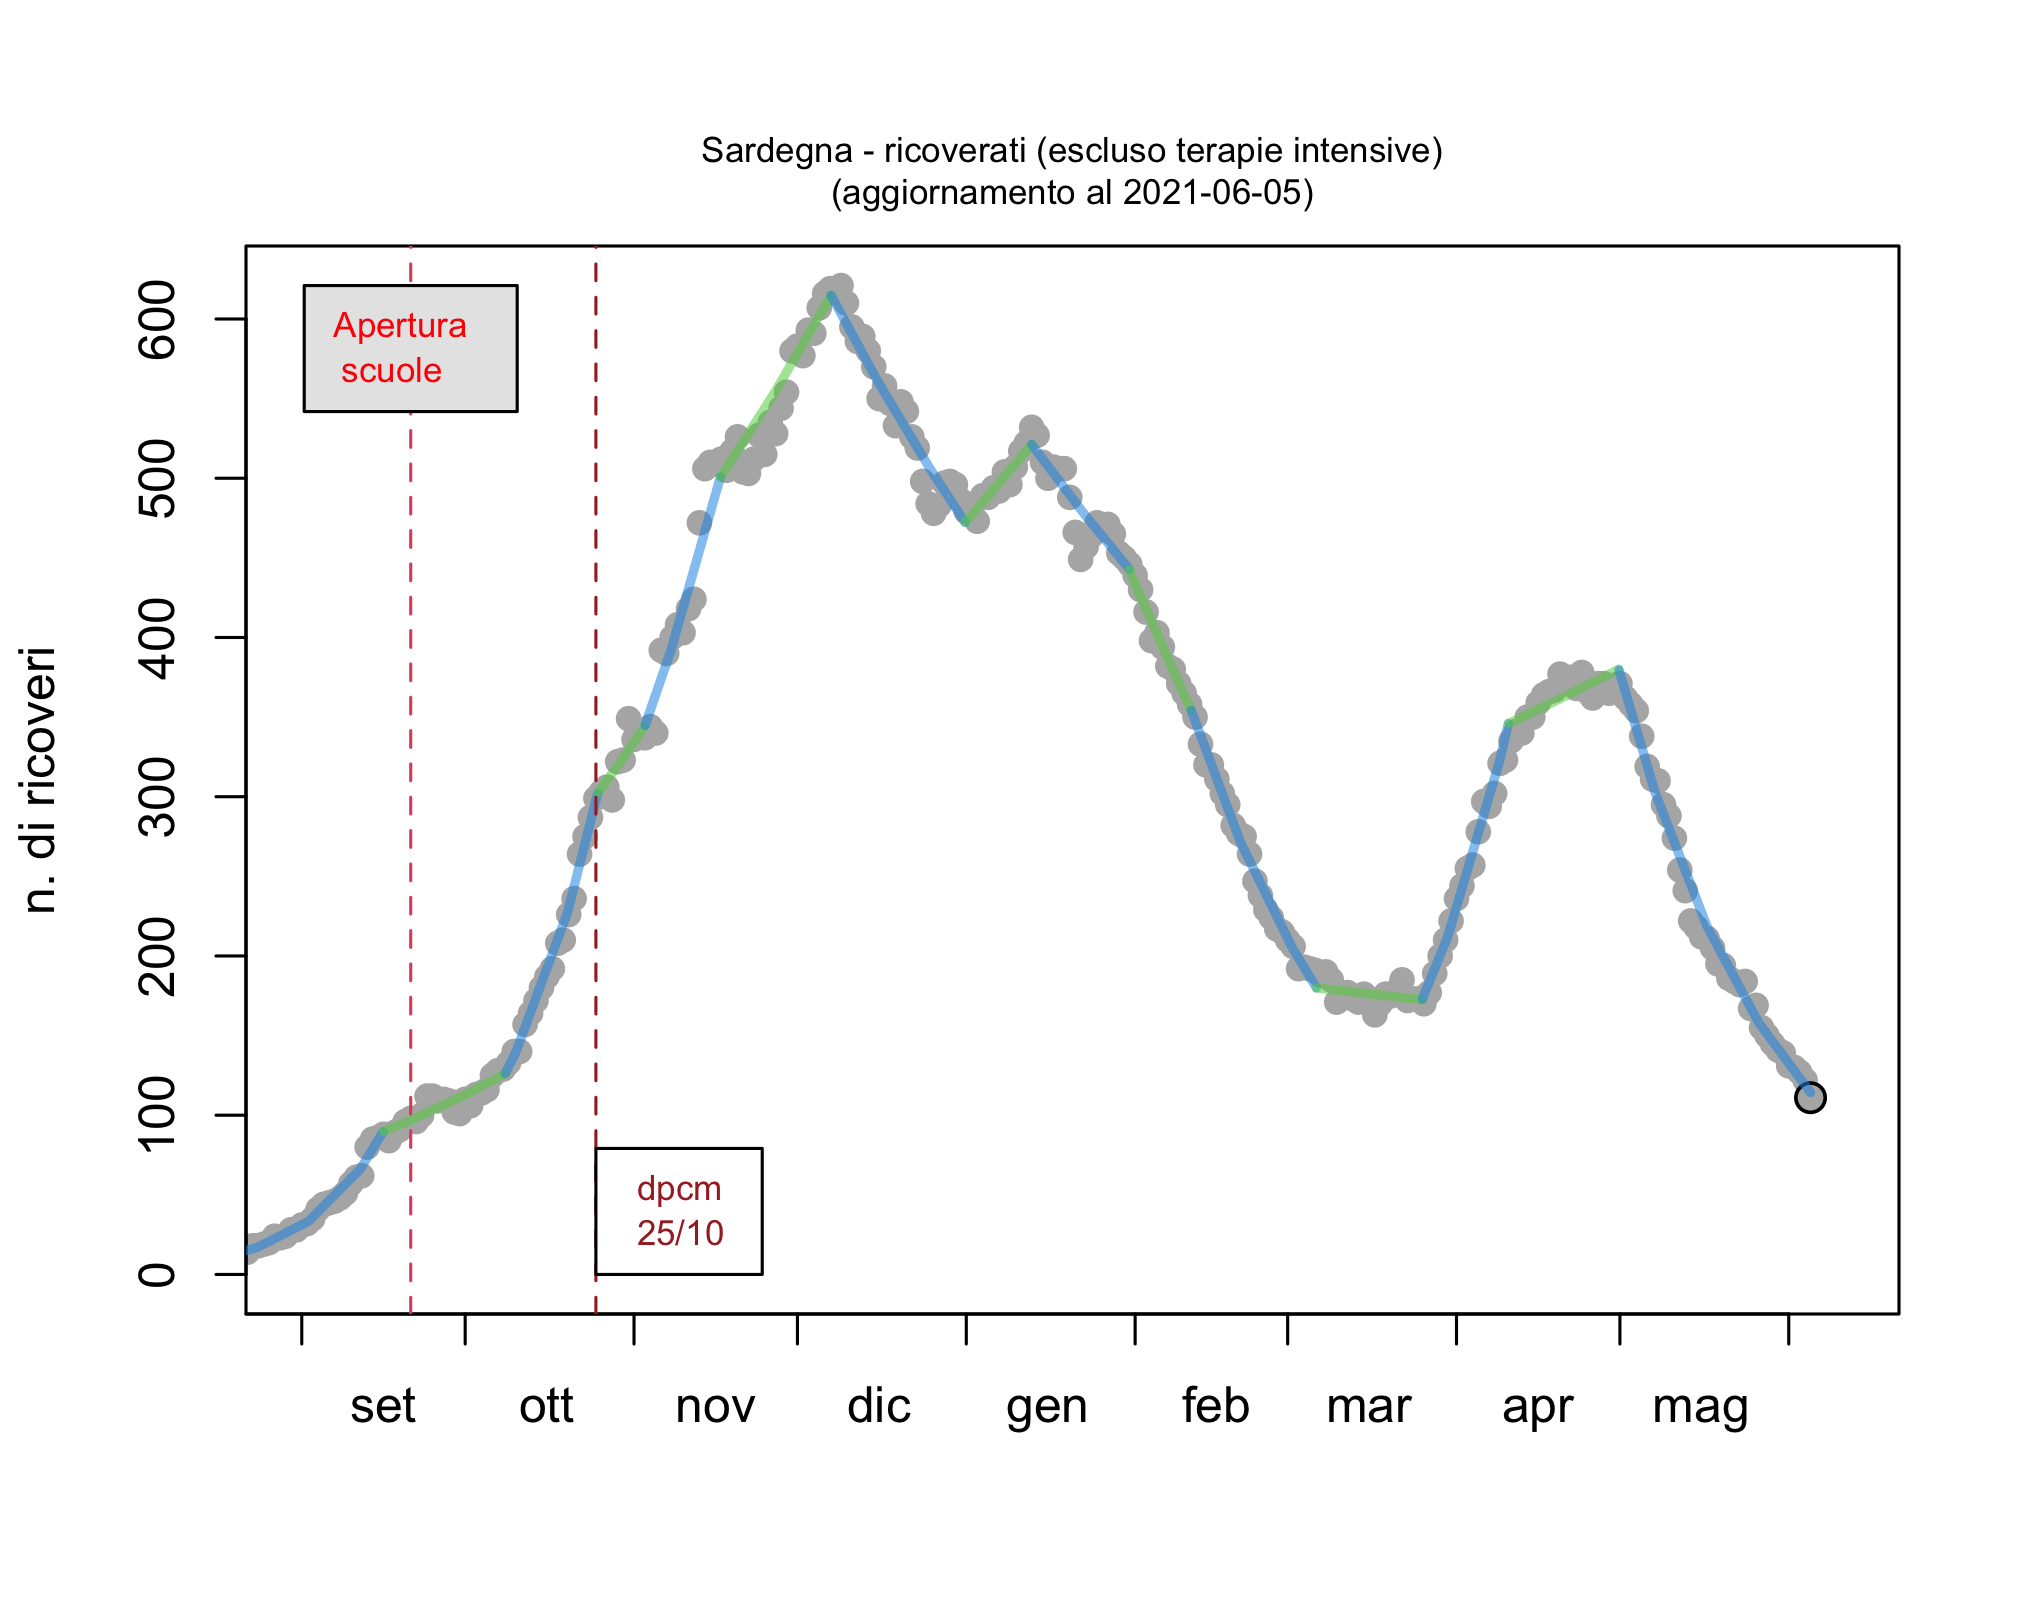 Sardegna - ricoverati (escluso terapie intensive)
(aggiornamento al 2021-06-05)
n. di ricoveri
600
500
400
300
200
100
0
Apertura
scuole
dpcm
25/10
set ott nov dic gen feb mar apr mag